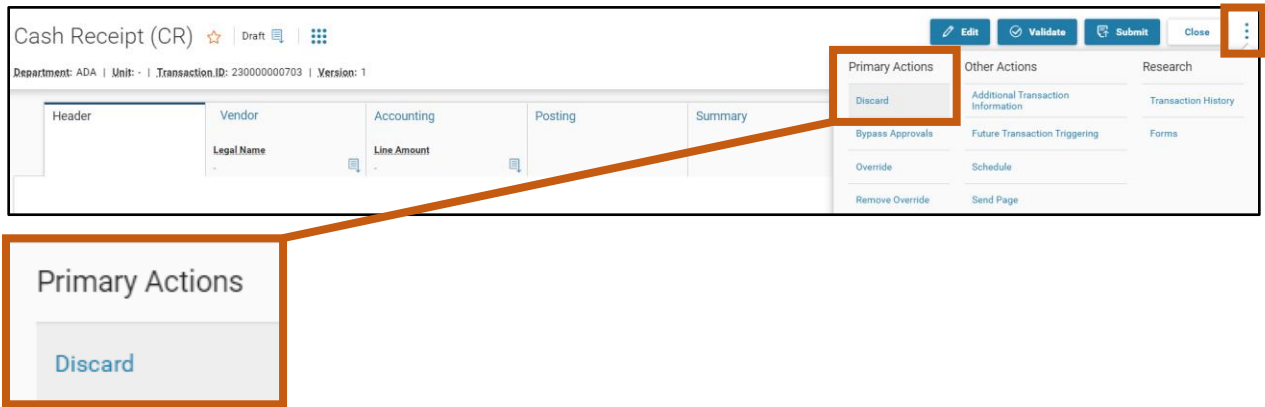 Cash Receipt (CR) Draft
Edit Validate Submit Close
Department: ADA | Unit: - | Transaction ID: 230000000703 | Version: 1
Header Vendor Accounting Posting Summary
Legal Name Line Amount
- -
Primary Actions Other Actions Research
Discard Additional Transaction Information Transaction History
Bypass Approvals Future Transaction Triggering Forms
Override Schedule
Remove Override Send Page
Primary Actions
Discard